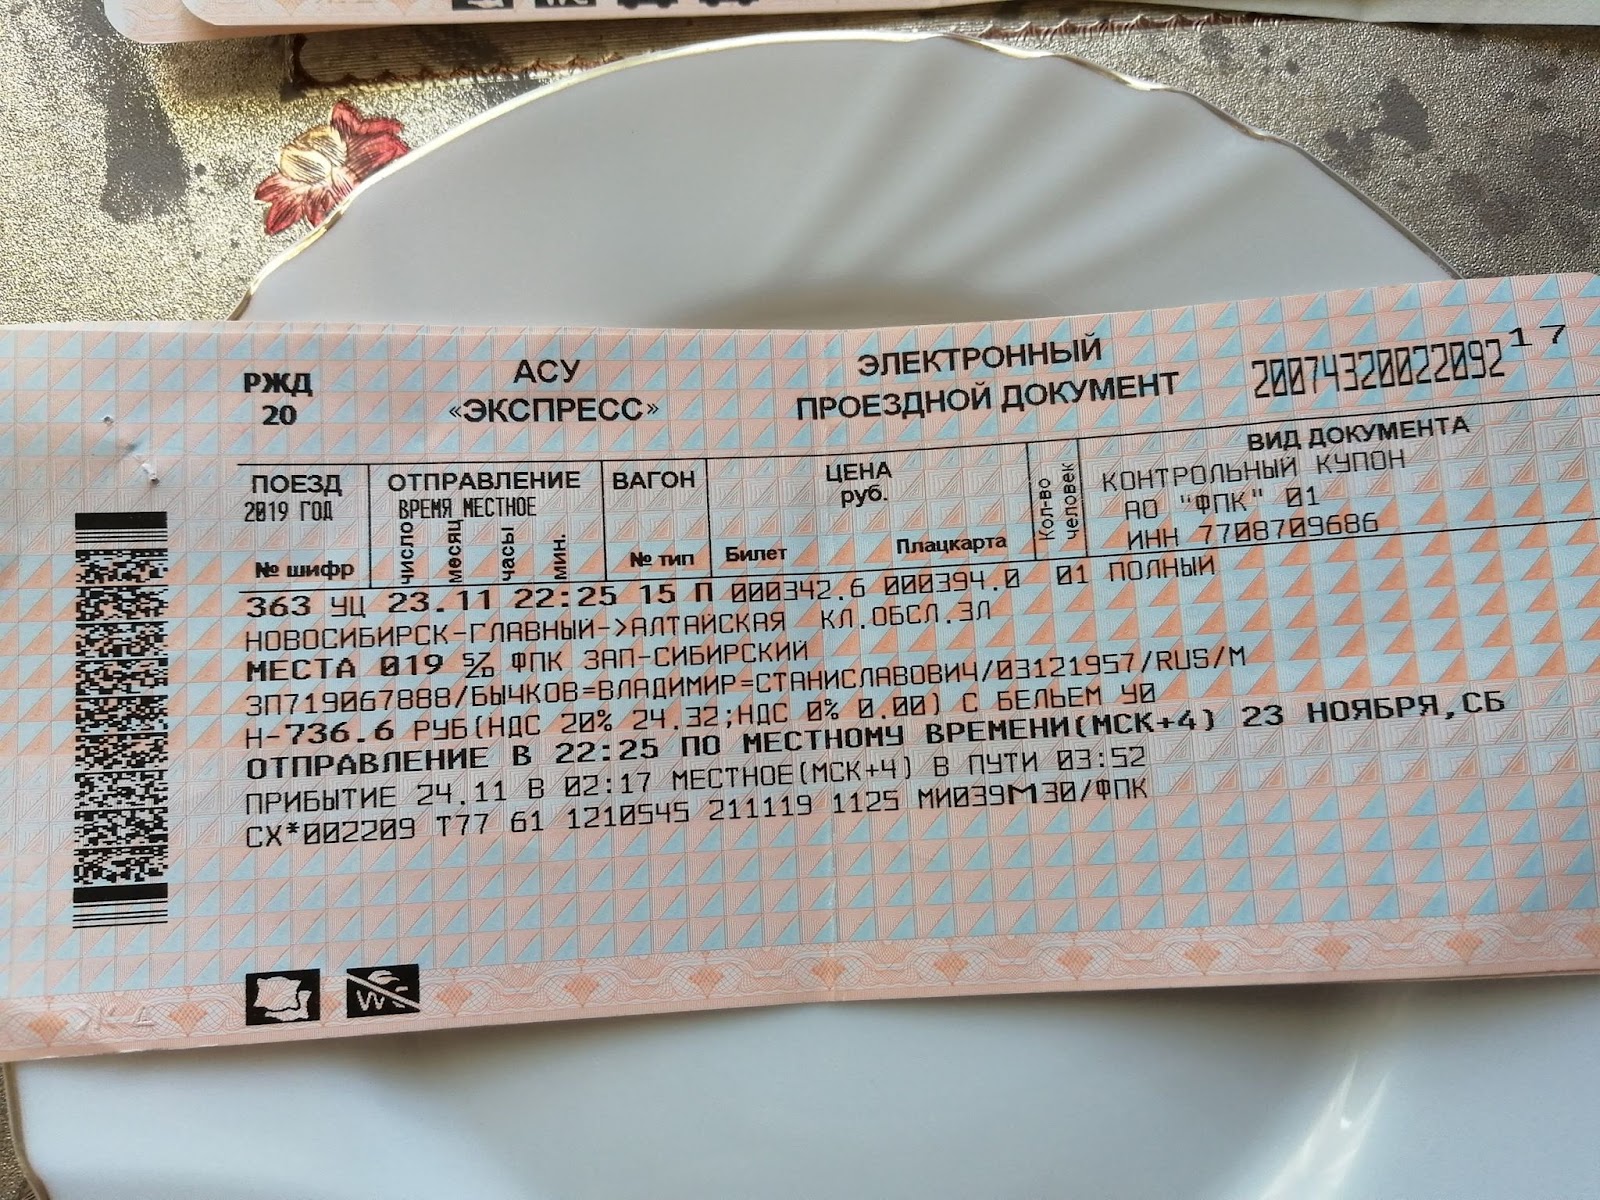 РЖД
20
АСУ
«ЭКСПРЕСС»
ЭЛЕКТРОННЫЙ
ПРОЕЗДНОЙ ДОКУМЕНТ
20074320022092 17
ПОЕЗД
2019 ГОД
№ шифр
ОТПРАВЛЕНИЕ
ВРЕМЯ МЕСТНОЕ
число
месяц
часы
мин.
ВАГОН
№ тип
ЦЕНА
руб.
Билет
Плацкарта
Кол-во
человек
ВИД ДОКУМЕНТА
КОНТРОЛЬНЫЙ КУПОН
АО "ФПК" 01
ИНН 7708709686
363 УЦ 23.11 22:25 15 П 000342.6 000394.0 01 ПОЛНЫЙ
НОВОСИБИРСК-ГЛАВНЫЙ->АЛТАЙСКАЯ КЛ.ОБСЛ.3Л
МЕСТА 019 ФПК ЗАП-СИБИРСКИЙ
ЗП719067888/БЫЧКОВ=ВЛАДИМИР=СТАНИСЛАВОВИЧ/03121957/RUS/M
Н-736.6 РУБ(НДС 20% 24.32;НДС 0% 0.00) С БЕЛЬЕМ У0
ОТПРАВЛЕНИЕ В 22:25 ПО МЕСТНОМУ ВРЕМЕНИ(МСК+4) 23 НОЯБРЯ,СБ
ПРИБЫТИЕ 24.11 В 02:17 МЕСТНОЕ(МСК+4) В ПУТИ 03:52
СХ*002209 Т77 61 1210545 211119 1125 МИ039М30/ФПК
WC